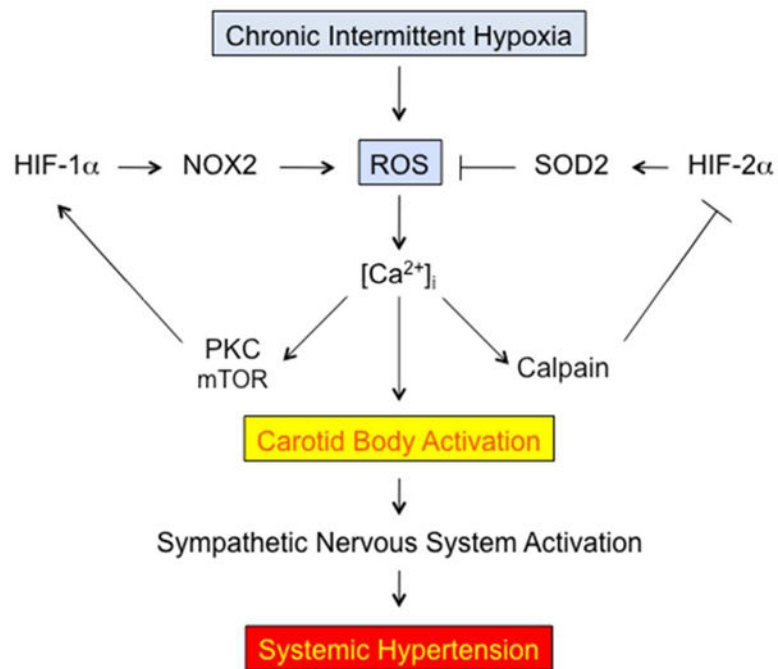 Chronic Intermittent Hypoxia
HIF-1α NOX2 ROS SOD2 HIF-2α
[Ca²⁺]ᵢ
PKC
mTOR
Calpain
Carotid Body Activation
Sympathetic Nervous System Activation
Systemic Hypertension